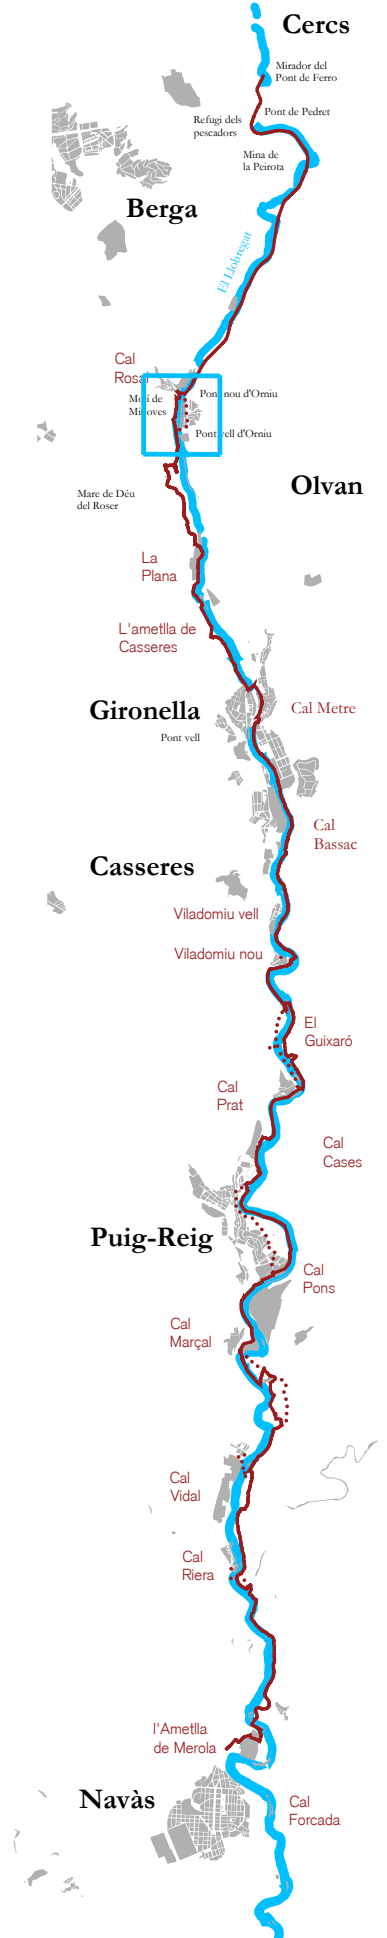 Cercs
Mirador del
Pont de Ferro
Pont de Pedret
Refugi dels
pescadors
Mina de
la Peirota
Berga
El Llobregat
Cal
Rosal
Pont nou d'Orniu
Molí de
Minoves
Pont vell d'Orniu
Olvan
Mare de Déu
del Roser
La
Plana
L'ametlla de
Casseres
Gironella
Cal Metre
Pont vell
Cal
Bassac
Casseres
Viladomiu vell
Viladomiu nou
El
Guixaró
Cal
Prat
Cal
Cases
Puig-Reig
Cal
Pons
Cal
Marçal
Cal
Vidal
Cal
Riera
l'Ametlla
de Merola
Navàs
Cal
Forcada